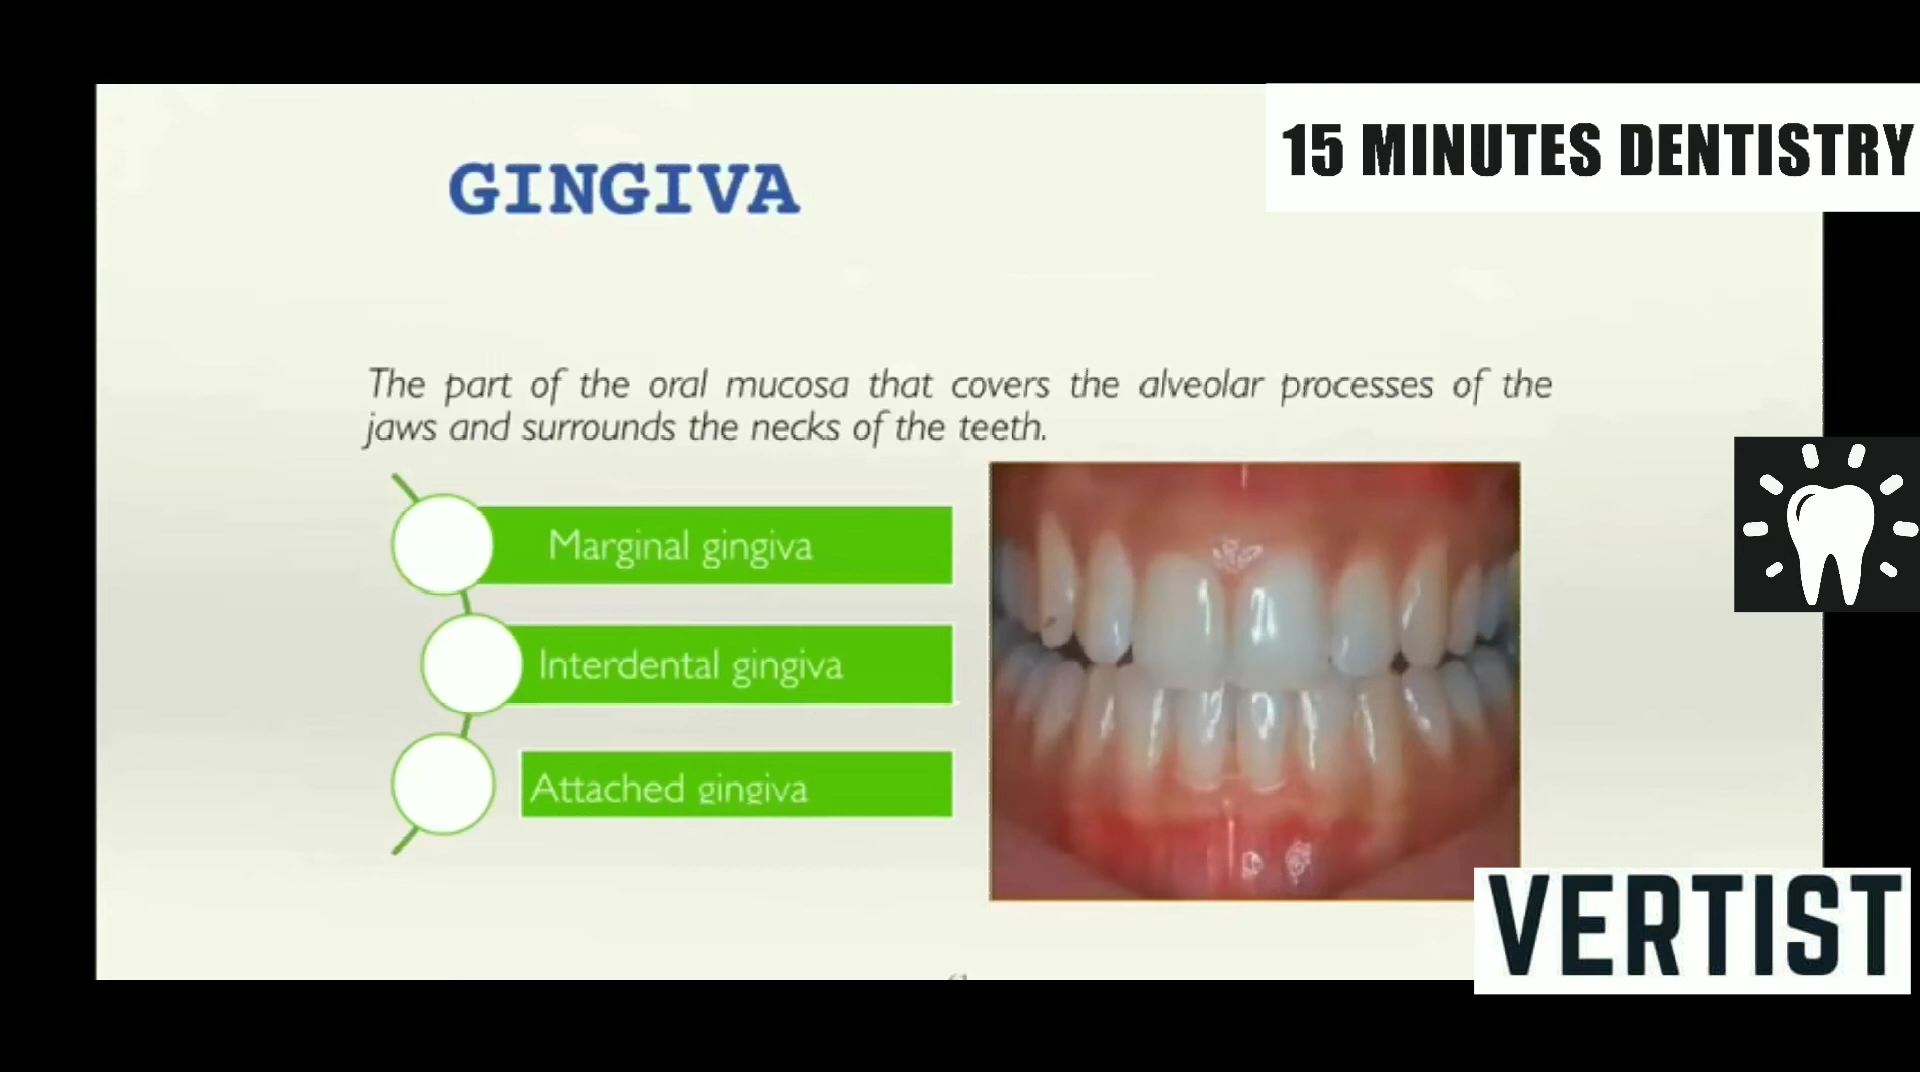 GINGIVA
15 MINUTES DENTISTRY
The part of the oral mucosa that covers the alveolar processes of the
jaws and surrounds the necks of the teeth.
Marginal gingiva
Interdental gingiva
Attached gingiva
VERTIST